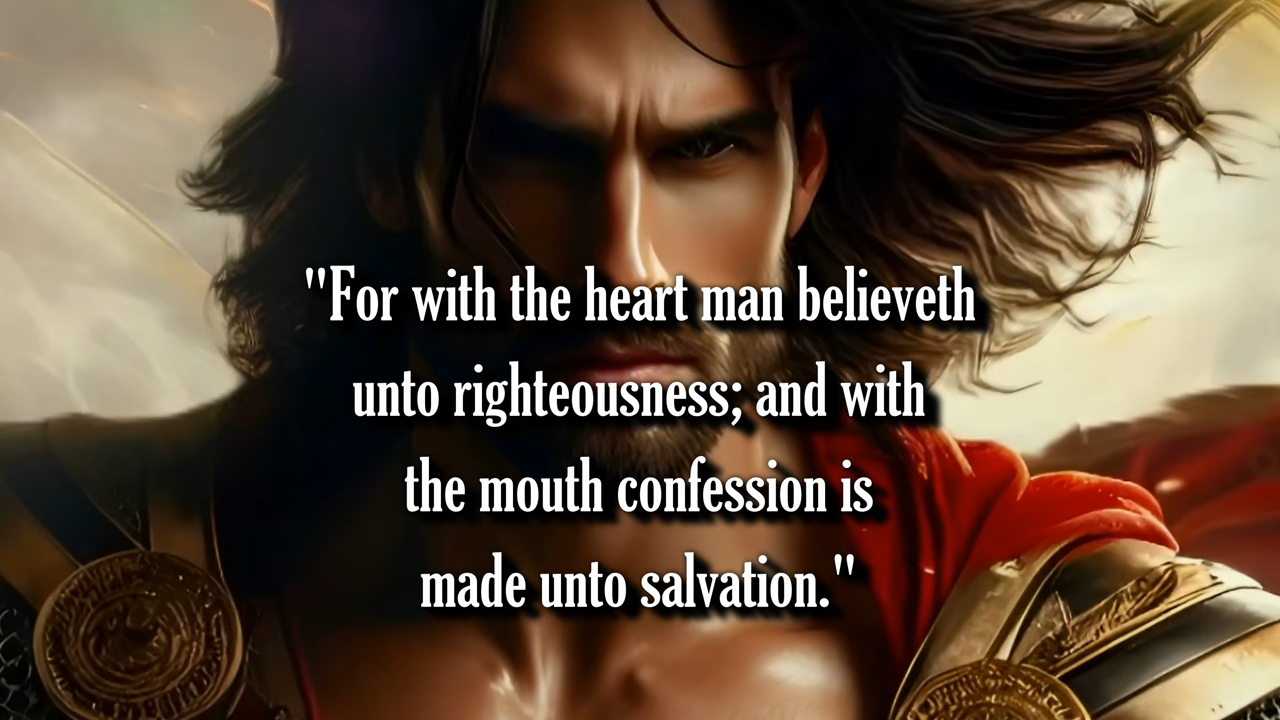 "For with the heart man believeth
unto righteousness; and with
the mouth confession is
made unto salvation."